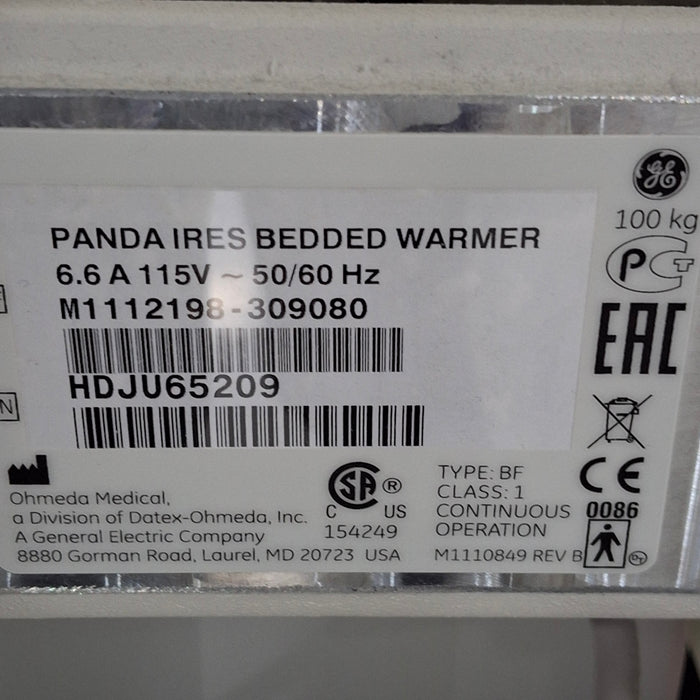 GE
100 kg
PANDA IRES BEDDED WARMER
6.6 A 115V ~ 50/60 Hz
M1112198-309080
HDJU65209
N
EAC
CE
0086
Ohmeda Medical,
a Division of Datex-Ohmeda, Inc.
A General Electric Company
8880 Gorman Road, Laurel, MD 20723 USA
SA ®
C US
154249
TYPE: BF
CLASS: 1
CONTINUOUS
OPERATION
M1110849 REV B